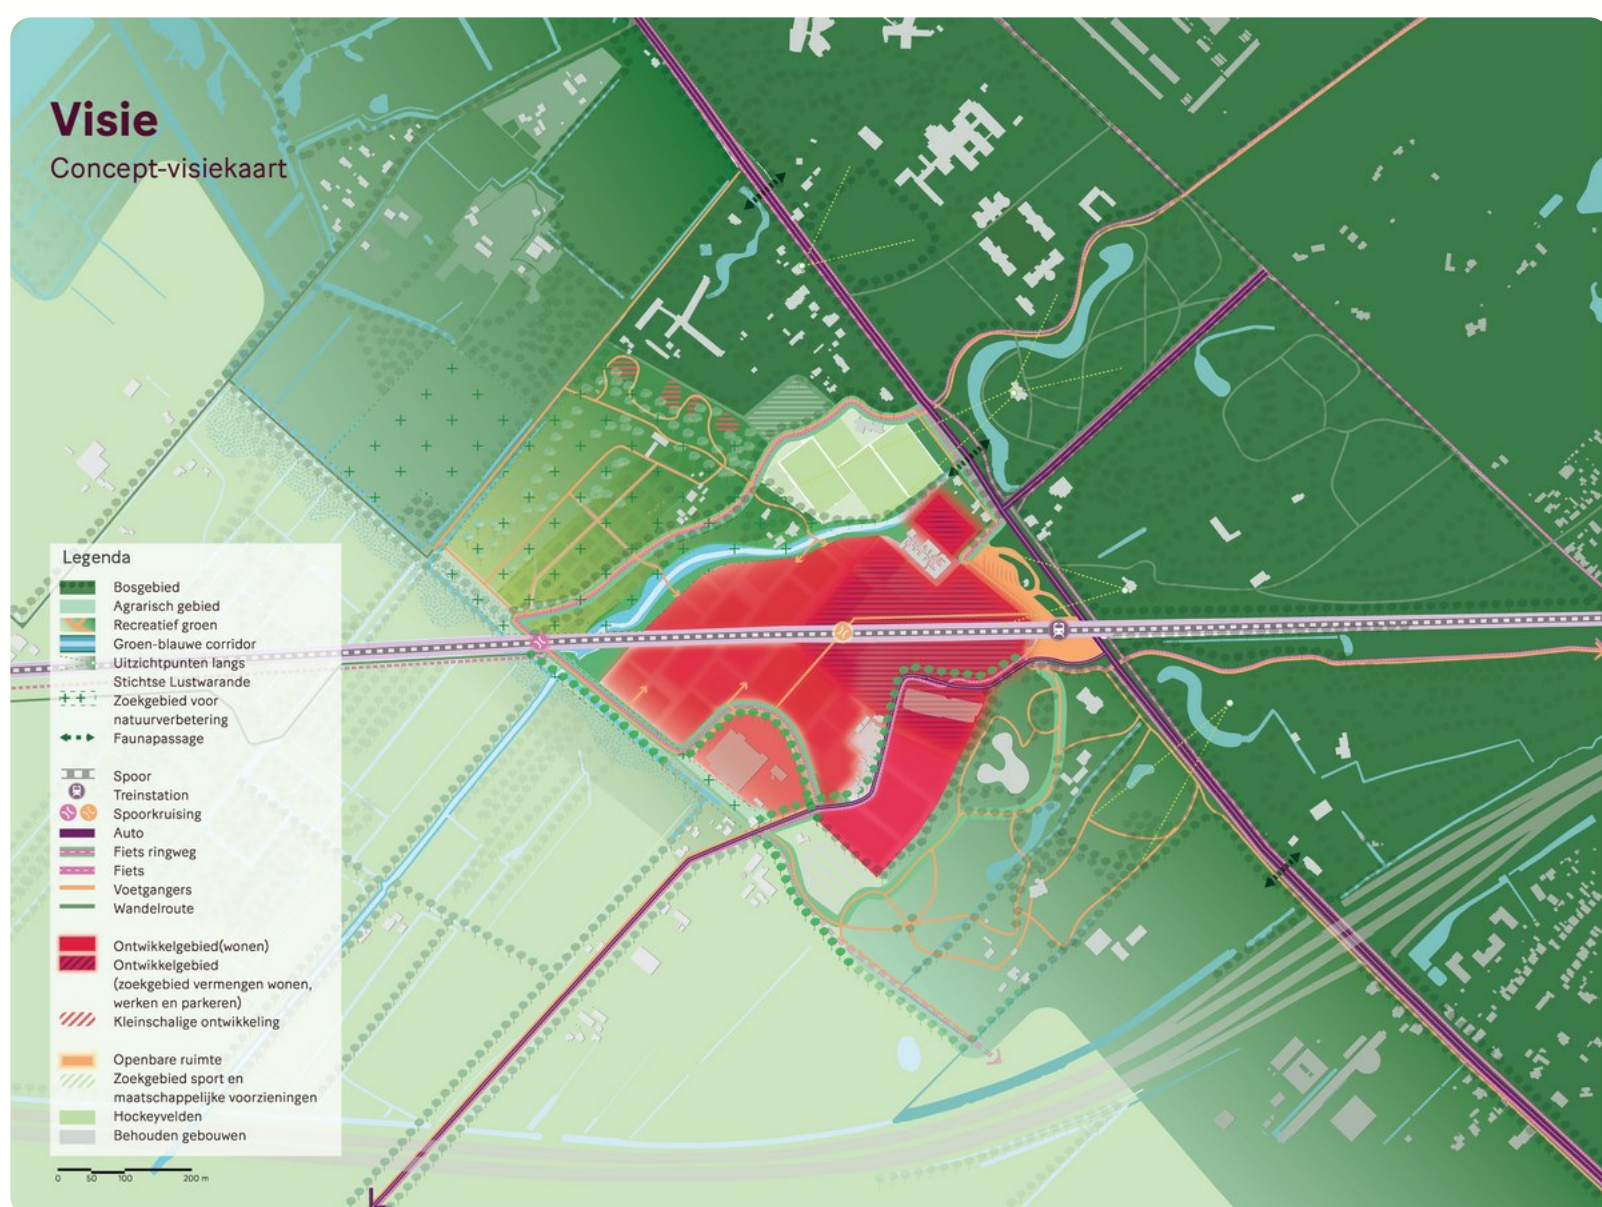 Visie
Concept-visiekaart
Legenda
Bosgebied
Agrarisch gebied
Recreatief groen
Groen-blauwe corridor
Uitzichtpunten langs
Stichtse Lustwarande
Zoekgebied voor
natuurverbetering
Faunapassage
Spoor
Treinstation
Spoorkruising
Auto
Fiets ringweg
Fiets
Voetgangers
Wandelroute
Ontwikkelgebied(wonen)
Ontwikkelgebied
(zoekgebied vermengen wonen,
werken en parkeren)
Kleinschalige ontwikkeling
Openbare ruimte
Zoekgebied sport en
maatschappelijke voorzieningen
Hockeyvelden
Behouden gebouwen
0 50 100 200 m